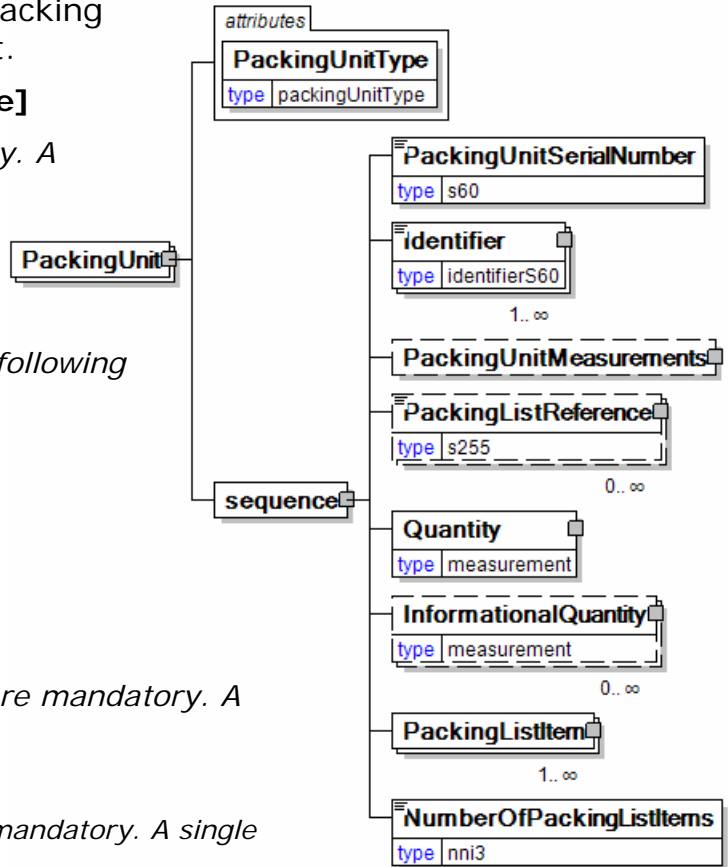 acking
t.
e]
y. A
following
re mandatory. A
mandatory. A single
attributes
PackingUnitType
type packingUnitType
PackingUnit
sequence
PackingUnitSerialNumber
type s60
Identifier
type identifierS60
1.. ∞
PackingUnitMeasurements
PackingListReference
type s255
0.. ∞
Quantity
type measurement
InformationalQuantity
type measurement
0.. ∞
PackingListItem
1.. ∞
NumberOfPackingListItems
type nni3